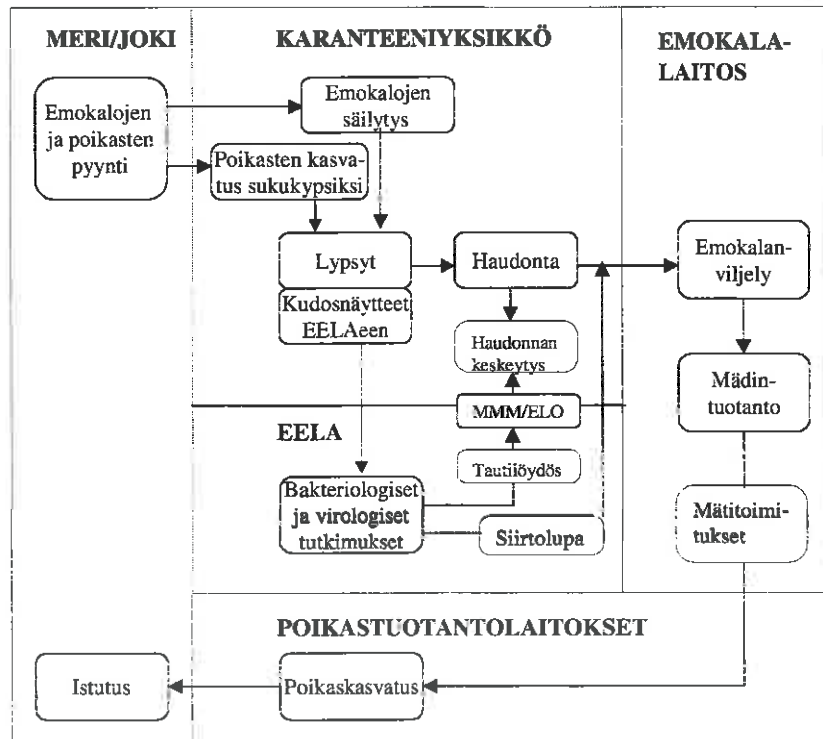 MERI/JOKI
KARANTEENIYKSIKKÖ
EMOKALA-
LAITOS
Emokalojen
ja poikasten
pyynti
Emokalojen
säilytys
Poikasten kasva-
tus sukukypsiksi
Lypsyt
Haudonta
Emokalan-
viljely
Kudosnäytteet
EELAeen
Haudonnan
keskeytys
Mädin-
tuotanto
MMM/ELO
EELA
Tautilöydös
Bakteriologiset
ja virologiset
tutkimukset
Siirtolupa
Mätitoimi-
tukset
POIKASTUOTANTOLAITOKSET
Istutus
Poikaskasvatus